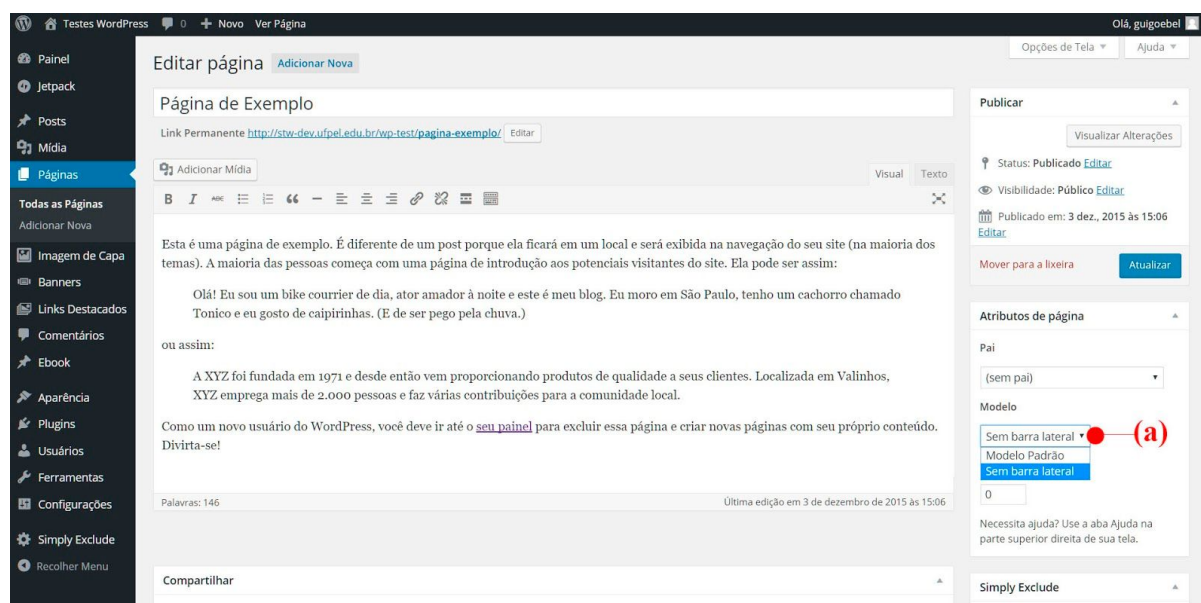 Testes WordPress 0 + Novo Ver Página Olá, guigoebel
Painel
Jetpack
Posts
Mídia
Páginas
Todas as Páginas
Adicionar Nova
Imagem de Capa
Banners
Links Destacados
Comentários
Ebook
Aparência
Plugins
Usuários
Ferramentas
Configurações
Simply Exclude
Recolher Menu
Opções de Tela Ajuda
Editar página Adicionar Nova
Página de Exemplo
Link Permanente http://stw-dev.ufpel.edu.br/wp-test/pagina-exemplo/ Editar
Adicionar Mídia
Visual Texto
B I ABC
Esta é uma página de exemplo. É diferente de um post porque ela ficará em um local e será exibida na navegação do seu site (na maioria dos
temas). A maioria das pessoas começa com uma página de introdução aos potenciais visitantes do site. Ela pode ser assim:
Olá! Eu sou um bike courrier de dia, ator amador à noite e este é meu blog. Eu moro em São Paulo, tenho um cachorro chamado
Tonico e eu gosto de caipirinhas. (E de ser pego pela chuva.)
ou assim:
A XYZ foi fundada em 1971 e desde então vem proporcionando produtos de qualidade a seus clientes. Localizada em Valinhos,
XYZ emprega mais de 2.000 pessoas e faz várias contribuições para a comunidade local.
Como um novo usuário do WordPress, você deve ir até o seu painel para excluir essa página e criar novas páginas com seu próprio conteúdo.
Divirta-se!
Palavras: 146 Última edição em 3 de dezembro de 2015 às 15:06
Compartilhar
Publicar
Visualizar Alterações
Status: Publicado Editar
Visibilidade: Público Editar
Publicado em: 3 dez., 2015 às 15:06
Editar
Mover para a lixeira Atualizar
Atributos de página
Pai
(sem pai)
Modelo
Sem barra lateral (a)
Modelo Padrão
Sem barra lateral
0
Necessita ajuda? Use a aba Ajuda na
parte superior direita de sua tela.
Simply Exclude